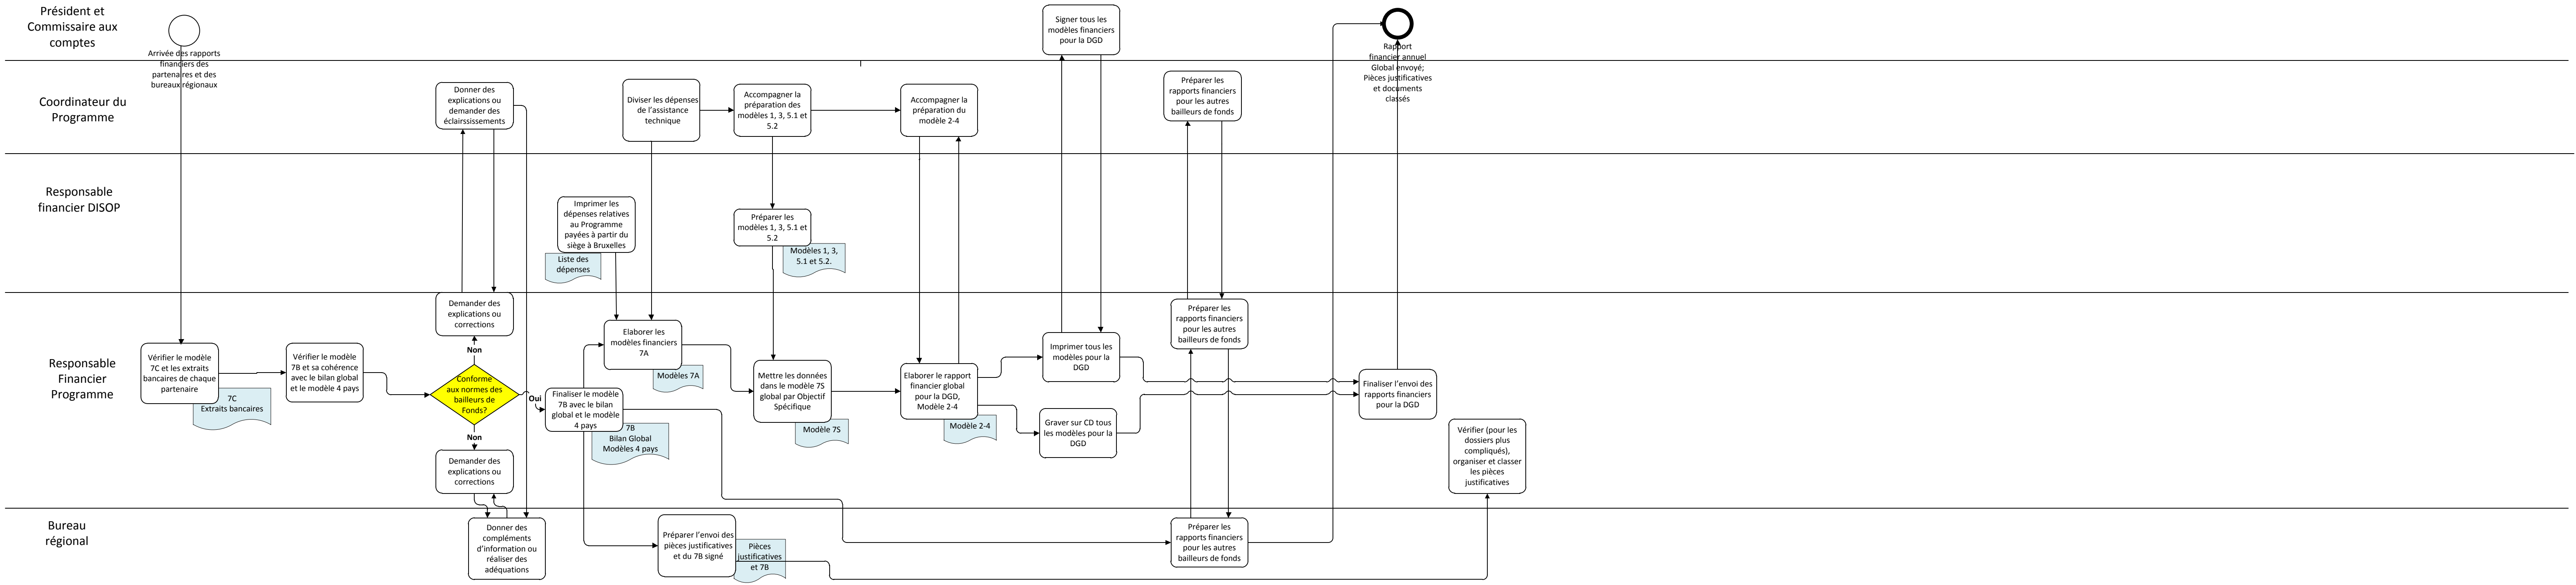 Président et
Commissaire aux
comptes
Arrivée des rapports
financiers des
partenaires et des
bureaux régionaux
Signer tous les
modèles financiers
pour la DGD
Rapport
financier annuel
Global envoyé;
Pièces justificatives
et documents
classés
Coordinateur du
Programme
Donner des
explications ou
demander des
éclairssissements
Diviser les dépenses
de l’assistance
technique
Accompagner la
préparation des
modèles 1, 3, 5.1 et
5.2
Accompagner la
préparation du
modèle 2-4
Préparer les
rapports financiers
pour les autres
bailleurs de fonds
Responsable
financier DISOP
Imprimer les
dépenses relatives
au Programme
payées à partir du
siège à Bruxelles
Liste des
dépenses
Préparer les
modèles 1, 3, 5.1 et
5.2
Modèles 1, 3,
5.1 et 5.2.
Responsable
Financier
Programme
Vérifier le modèle
7C et les extraits
bancaires de chaque
partenaire
7C
Extraits bancaires
Vérifier le modèle
7B et sa cohérence
avec le bilan global
et le modèle 4 pays
Demander des
explications ou
corrections
Non
Conforme
aux normes des
bailleurs de
Fonds?
Oui
Non
Demander des
explications ou
corrections
Finaliser le modèle
7B avec le bilan
global et le modèle
4 pays
7B
Bilan Global
Modèles 4 pays
Elaborer les
modèles financiers
7A
Modèles 7A
Mettre les données
dans le modèle 7S
global par Objectif
Spécifique
Modèle 7S
Elaborer le rapport
financier global
pour la DGD,
Modèle 2-4
Modèle 2-4
Imprimer tous les
modèles pour la
DGD
Graver sur CD tous
les modèles pour la
DGD
Préparer les
rapports financiers
pour les autres
bailleurs de fonds
Finaliser l’envoi des
rapports financiers
pour la DGD
Vérifier (pour les
dossiers plus
compliqués),
organiser et classer
les pièces
justificatives
Bureau
régional
Donner des
compléments
d’information ou
réaliser des
adéquations
Préparer l’envoi des
pièces justificatives
et du 7B signé
Pièces
justificatives
et 7B
Préparer les
rapports financiers
pour les autres
bailleurs de fonds